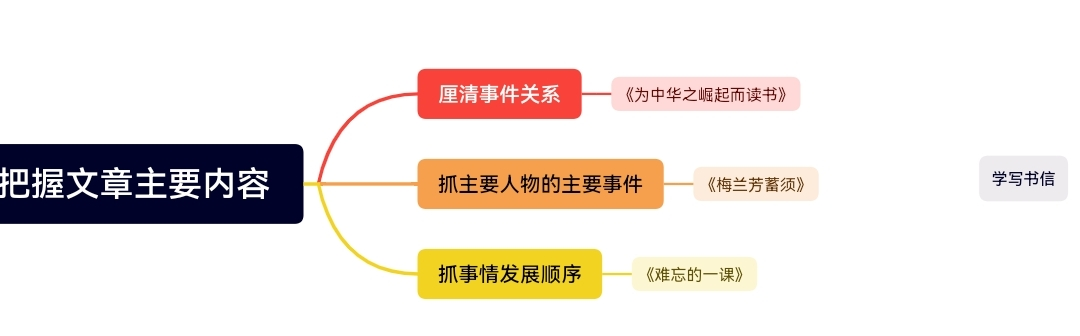 厘清事件关系
《为中华之崛起而读书》
把握文章主要内容
抓主要人物的主要事件
《梅兰芳蓄须》
学写书信
抓事情发展顺序
《难忘的一课》